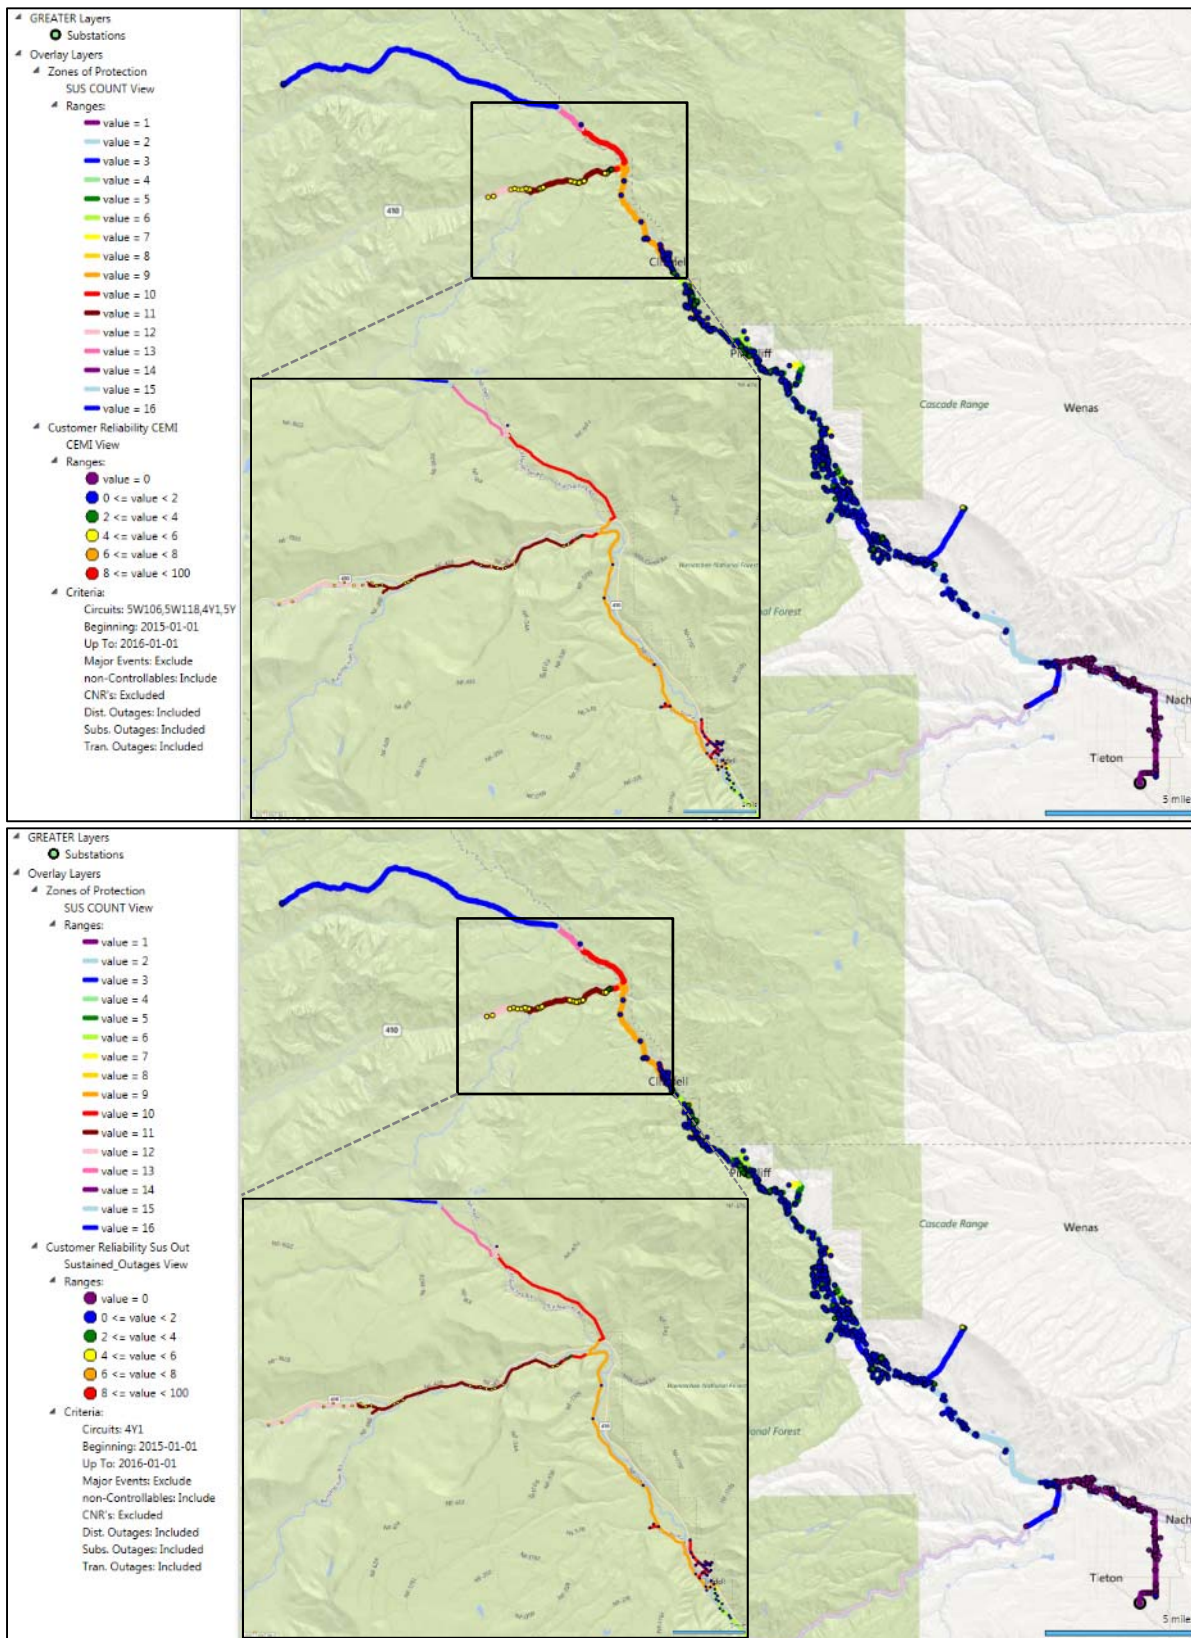 GREATER Layers
Substations
Overlay Layers
Zones of Protection
SUS COUNT View
Ranges:
value = 1
value = 2
value = 3
value = 4
value = 5
value = 6
value = 7
value = 8
value = 9
value = 10
value = 11
value = 12
value = 13
value = 14
value = 15
value = 16
Customer Reliability CEMI
CEMI View
Ranges:
value = 0
0 <= value < 2
2 <= value < 4
4 <= value < 6
6 <= value < 8
8 <= value < 100
Criteria:
Circuits: 5W106,5W118,4Y1,5Y
Beginning: 2015-01-01
Up To: 2016-01-01
Major Events: Exclude
non-Controllables: Include
CNR's: Excluded
Dist. Outages: Included
Subs. Outages: Included
Tran. Outages: Included
410
Cascade Range
Wenas
410
onal Forest
Nach
Tieton
5 mile
GREATER Layers
Substations
Overlay Layers
Zones of Protection
SUS COUNT View
Ranges:
value = 1
value = 2
value = 3
value = 4
value = 5
value = 6
value = 7
value = 8
value = 9
value = 10
value = 11
value = 12
value = 13
value = 14
value = 15
value = 16
Customer Reliability Sus Out
Sustained_Outages View
Ranges:
value = 0
0 <= value < 2
2 <= value < 4
4 <= value < 6
6 <= value < 8
8 <= value < 100
Criteria:
Circuits: 4Y1
Beginning: 2015-01-01
Up To: 2016-01-01
Major Events: Exclude
non-Controllables: Include
CNR's: Excluded
Dist. Outages: Included
Subs. Outages: Included
Tran. Outages: Included
410
Cascade Range
Wenas
410
onal Forest
Nach
Tieton
5 mile